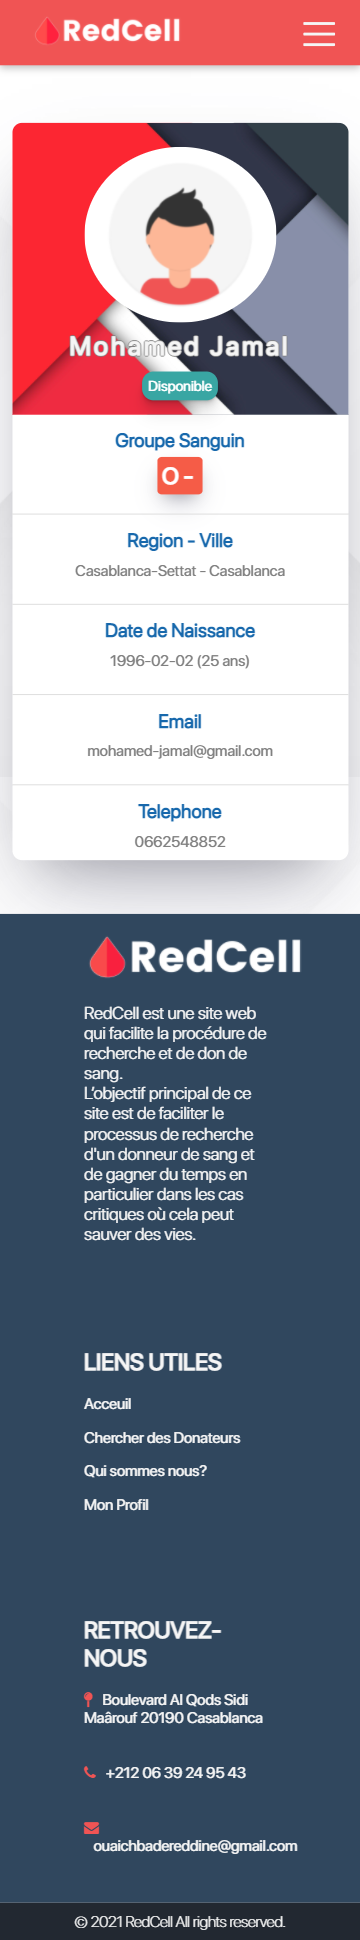 RedCell
Mohamed Jamal
Disponible
Groupe Sanguin
O-
Region - Ville
Casablanca-Settat - Casablanca
Date de Naissance
1996-02-02 (25 ans)
Email
mohamed-jamal@gmail.com
Telephone
0662548852
RedCell
RedCell est une site web
qui facilite la procédure de
recherche et de don de
sang.
L'objectif principal de ce
site est de faciliter le
processus de recherche
d'un donneur de sang et
de gagner du temps en
particulier dans les cas
critiques où cela peut
sauver des vies.
LIENS UTILES
Acceuil
Chercher des Donateurs
Qui sommes nous?
Mon Profil
RETROUVEZ-
NOUS
Boulevard Al Qods Sidi
Maârouf 20190 Casablanca
+212 06 39 24 95 43
ouaichbadereddine@gmail.com
© 2021 RedCell All rights reserved.